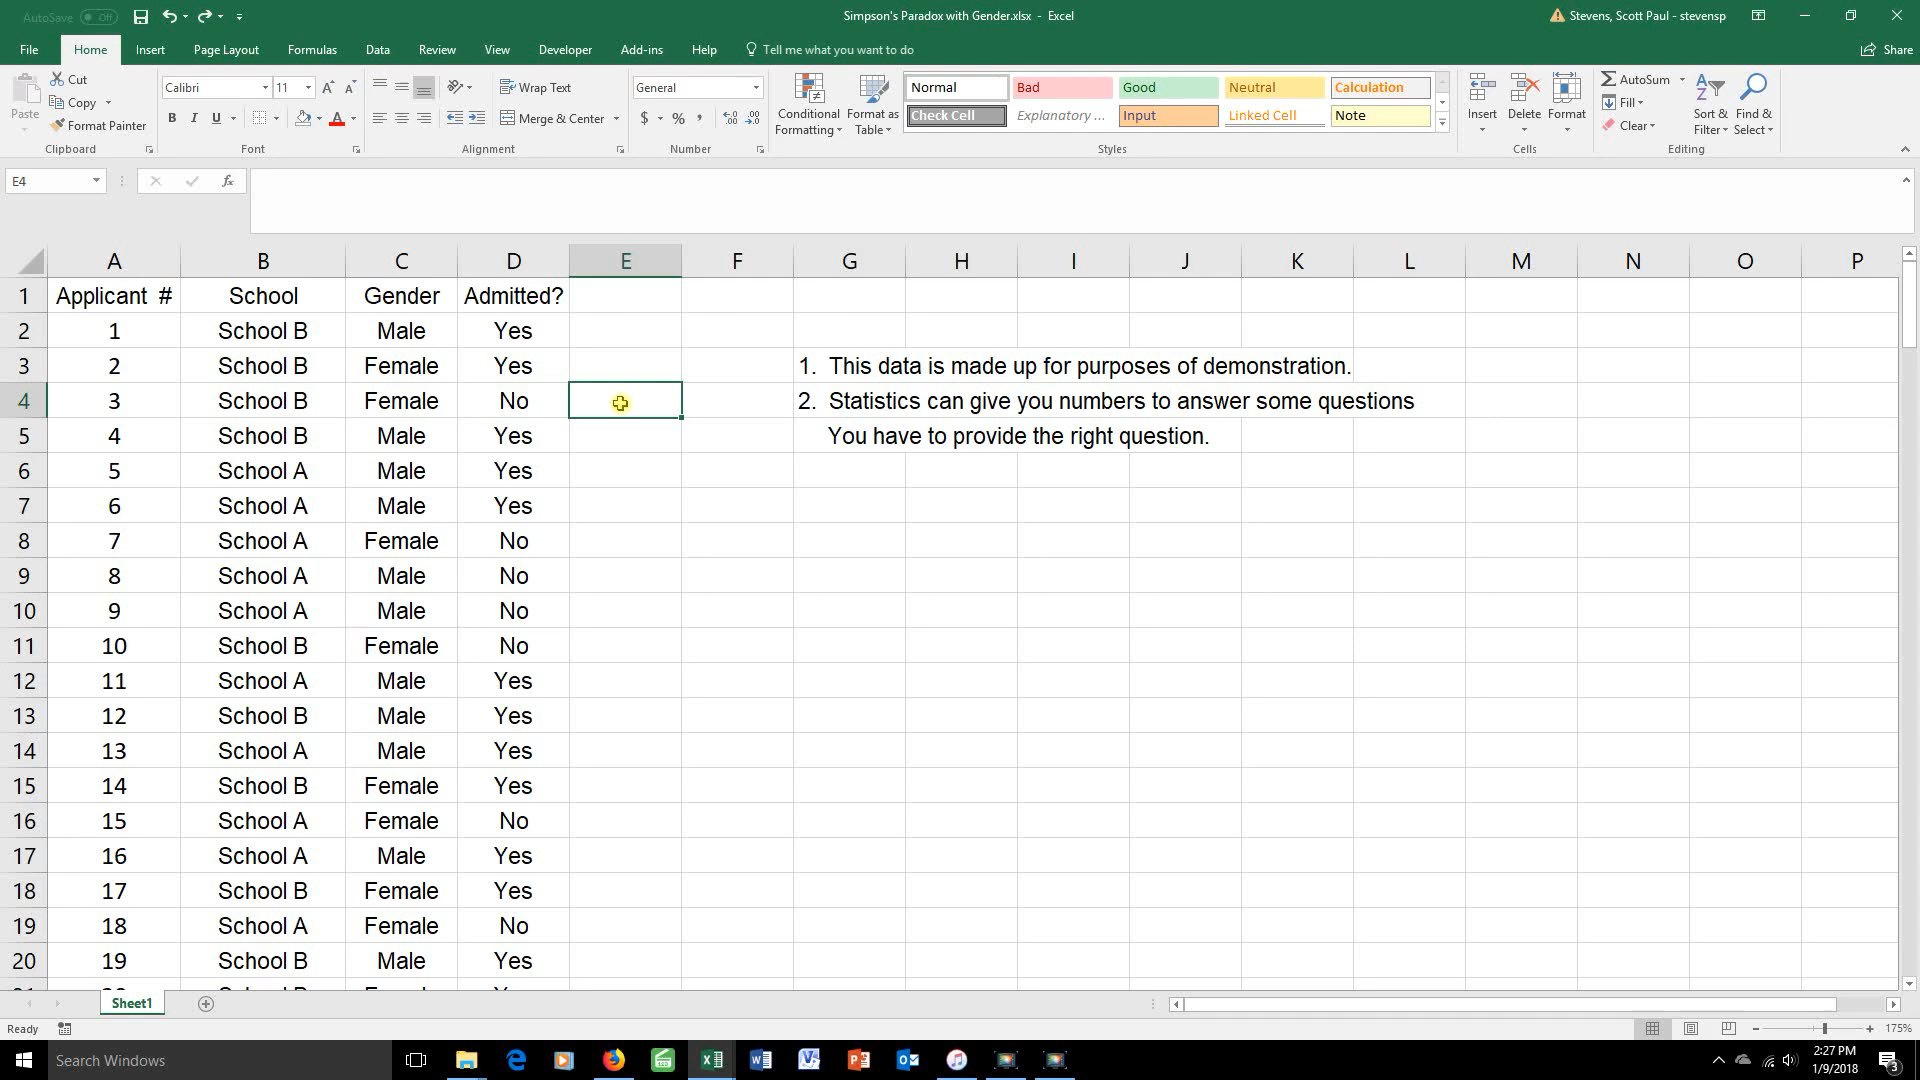 AutoSave Off
Simpson's Paradox with Gender.xlsx - Excel
Stevens, Scott Paul - stevensp
File Home Insert Page Layout Formulas Data Review View Developer Add-ins Help Tell me what you want to do Share
Paste
Cut
Copy
Format Painter
Clipboard
Calibri 11
B I U
Font
Wrap Text
Merge & Center
Alignment
General
$ % ,
Number
Conditional Formatting
Format as Table
Normal Bad Good Neutral Calculation
Check Cell Explanatory ... Input Linked Cell Note
Styles
Insert Delete Format
Cells
AutoSum
Fill
Clear
Sort & Filter
Find & Select
Editing
E4 fx
A B C D E F G H I J K L M N O P
1 Applicant # School Gender Admitted?
2 1 School B Male Yes
3 2 School B Female Yes 1. This data is made up for purposes of demonstration.
4 3 School B Female No 2. Statistics can give you numbers to answer some questions
5 4 School B Male Yes You have to provide the right question.
6 5 School A Male Yes
7 6 School A Male Yes
8 7 School A Female No
9 8 School A Male No
10 9 School A Male No
11 10 School B Female No
12 11 School A Male Yes
13 12 School B Male Yes
14 13 School A Male Yes
15 14 School B Female Yes
16 15 School A Female No
17 16 School A Male Yes
18 17 School B Female Yes
19 18 School A Female No
20 19 School B Male Yes
Sheet1
Ready
175%
Search Windows
2:27 PM
1/9/2018
3